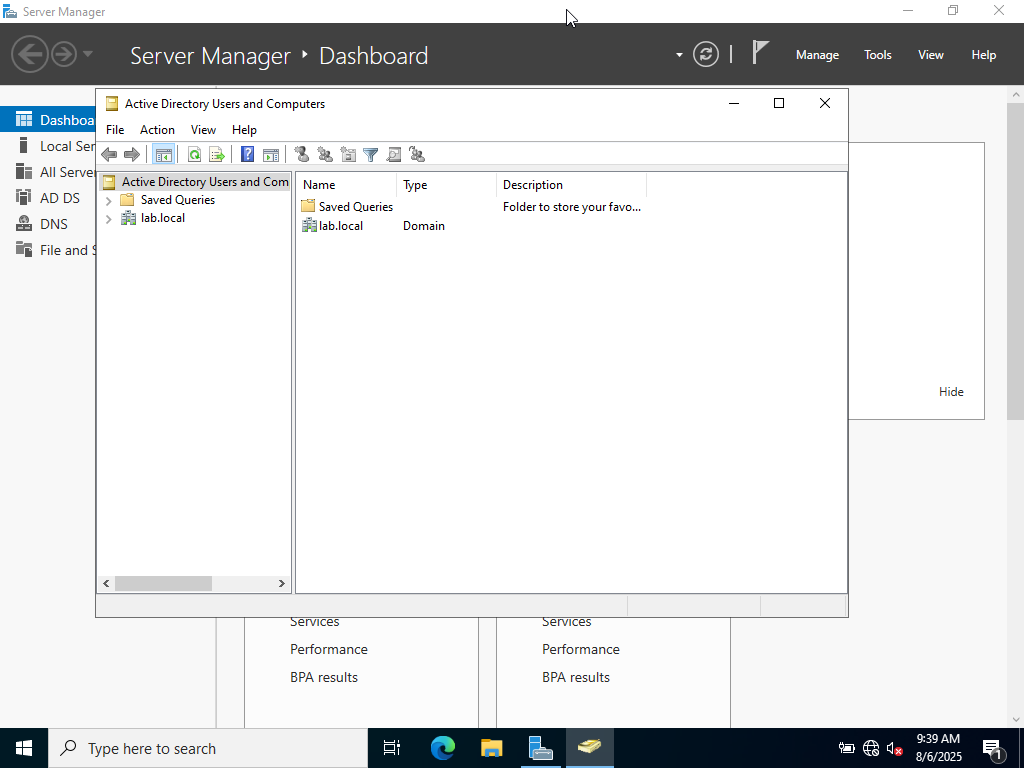 Server Manager
Server Manager • Dashboard
Manage Tools View Help
Active Directory Users and Computers
File Action View Help
Dashboa
Local Ser
All Server
AD DS
DNS
File and S
Active Directory Users and Com
Saved Queries
lab.local
Name Type Description
Saved Queries Folder to store your favo...
lab.local Domain
Hide
Services Services
Performance Performance
BPA results BPA results
Type here to search
9:39 AM
8/6/2025
1